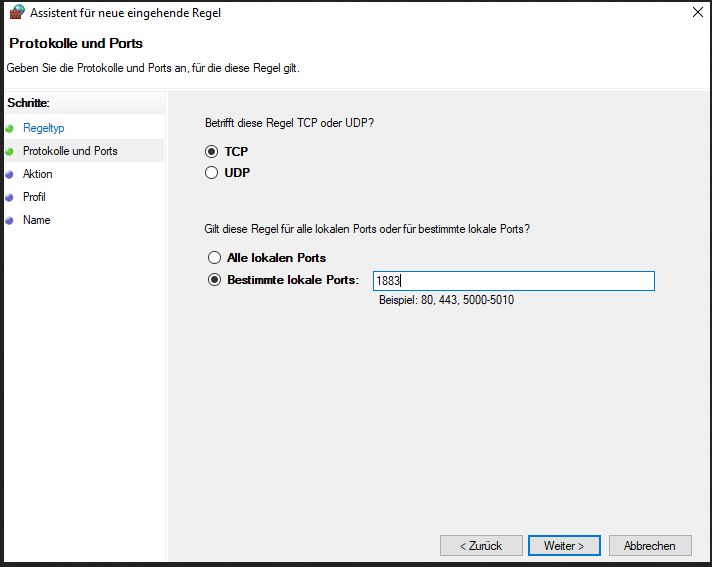 Assistent für neue eingehende Regel
Protokolle und Ports
Geben Sie die Protokolle und Ports an, für die diese Regel gilt.
Schritte:
Regeltyp
Protokolle und Ports
Aktion
Profil
Name
Betrifft diese Regel TCP oder UDP?
TCP
UDP
Gilt diese Regel für alle lokalen Ports oder für bestimmte lokale Ports?
Alle lokalen Ports
Bestimmte lokale Ports: 1883
Beispiel: 80, 443, 5000-5010
< Zurück Weiter > Abbrechen